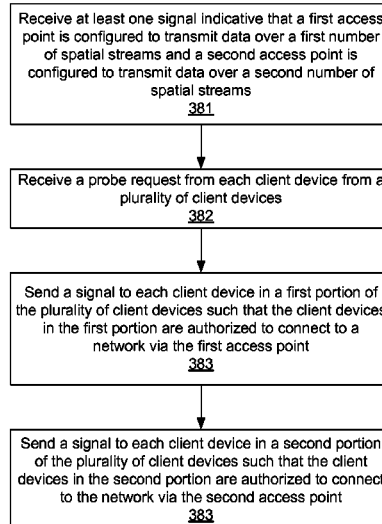 Receive at least one signal indicative that a first access
point is configured to transmit data over a first number
of spatial streams and a second access point is
configured to transmit data over a second number of
spatial streams
381
Receive a probe request from each client device from a
plurality of client devices
382
Send a signal to each client device in a first portion of
the plurality of client devices such that the client devices
in the first portion are authorized to connect to a
network via the first access point
383
Send a signal to each client device in a second portion
of the plurality of client devices such that the client
devices in the second portion are authorized to connect
to the network via the second access point
383